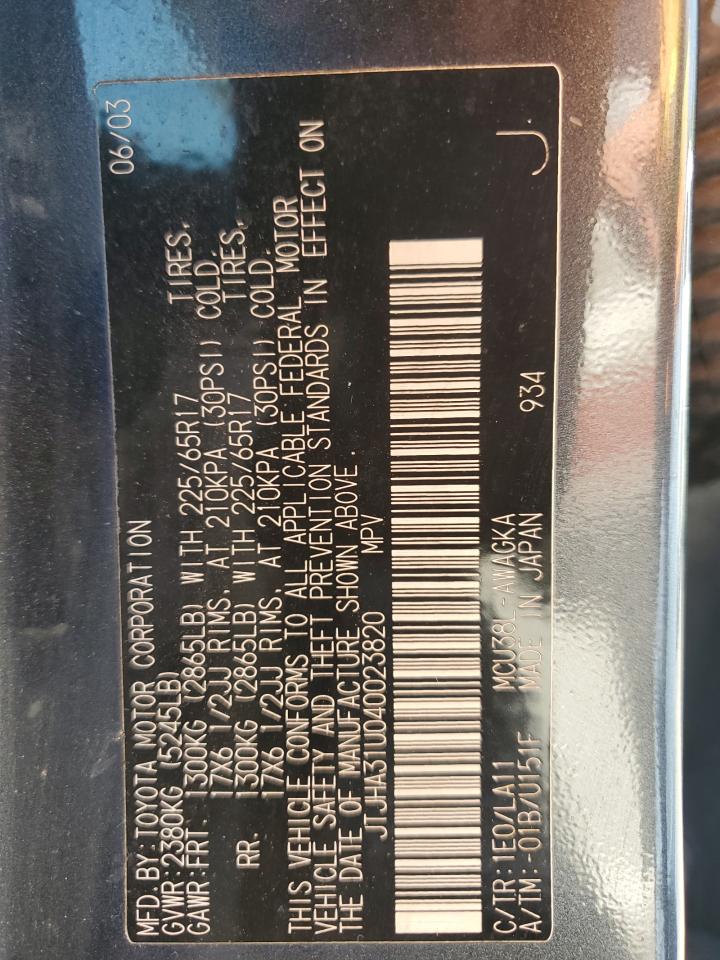 MFD.BY:TOYOTA MOTOR CORPORATION 06/03
GVWR:2380KG (5245LB)
GAWR:FRT. 1300KG (2865LB) WITH 225/65R17 TIRES,
17X6 1/2JJ RIMS, AT 210KPA (30PSI) COLD.
RR. 1300KG (2865LB) WITH 225/65R17 TIRES,
17X6 1/2JJ RIMS, AT 210KPA (30PSI) COLD.
THIS VEHICLE CONFORMS TO ALL APPLICABLE FEDERAL MOTOR
VEHICLE SAFETY AND THEFT PREVENTION STANDARDS IN EFFECT ON
THE DATE OF MANUFACTURE SHOWN ABOVE.
JTJHA31U040023820 MPV
C/TR:1E0/LA11 MCU38L-AWAGKA
A/TM:-01B/U151F MADE IN JAPAN 934
J